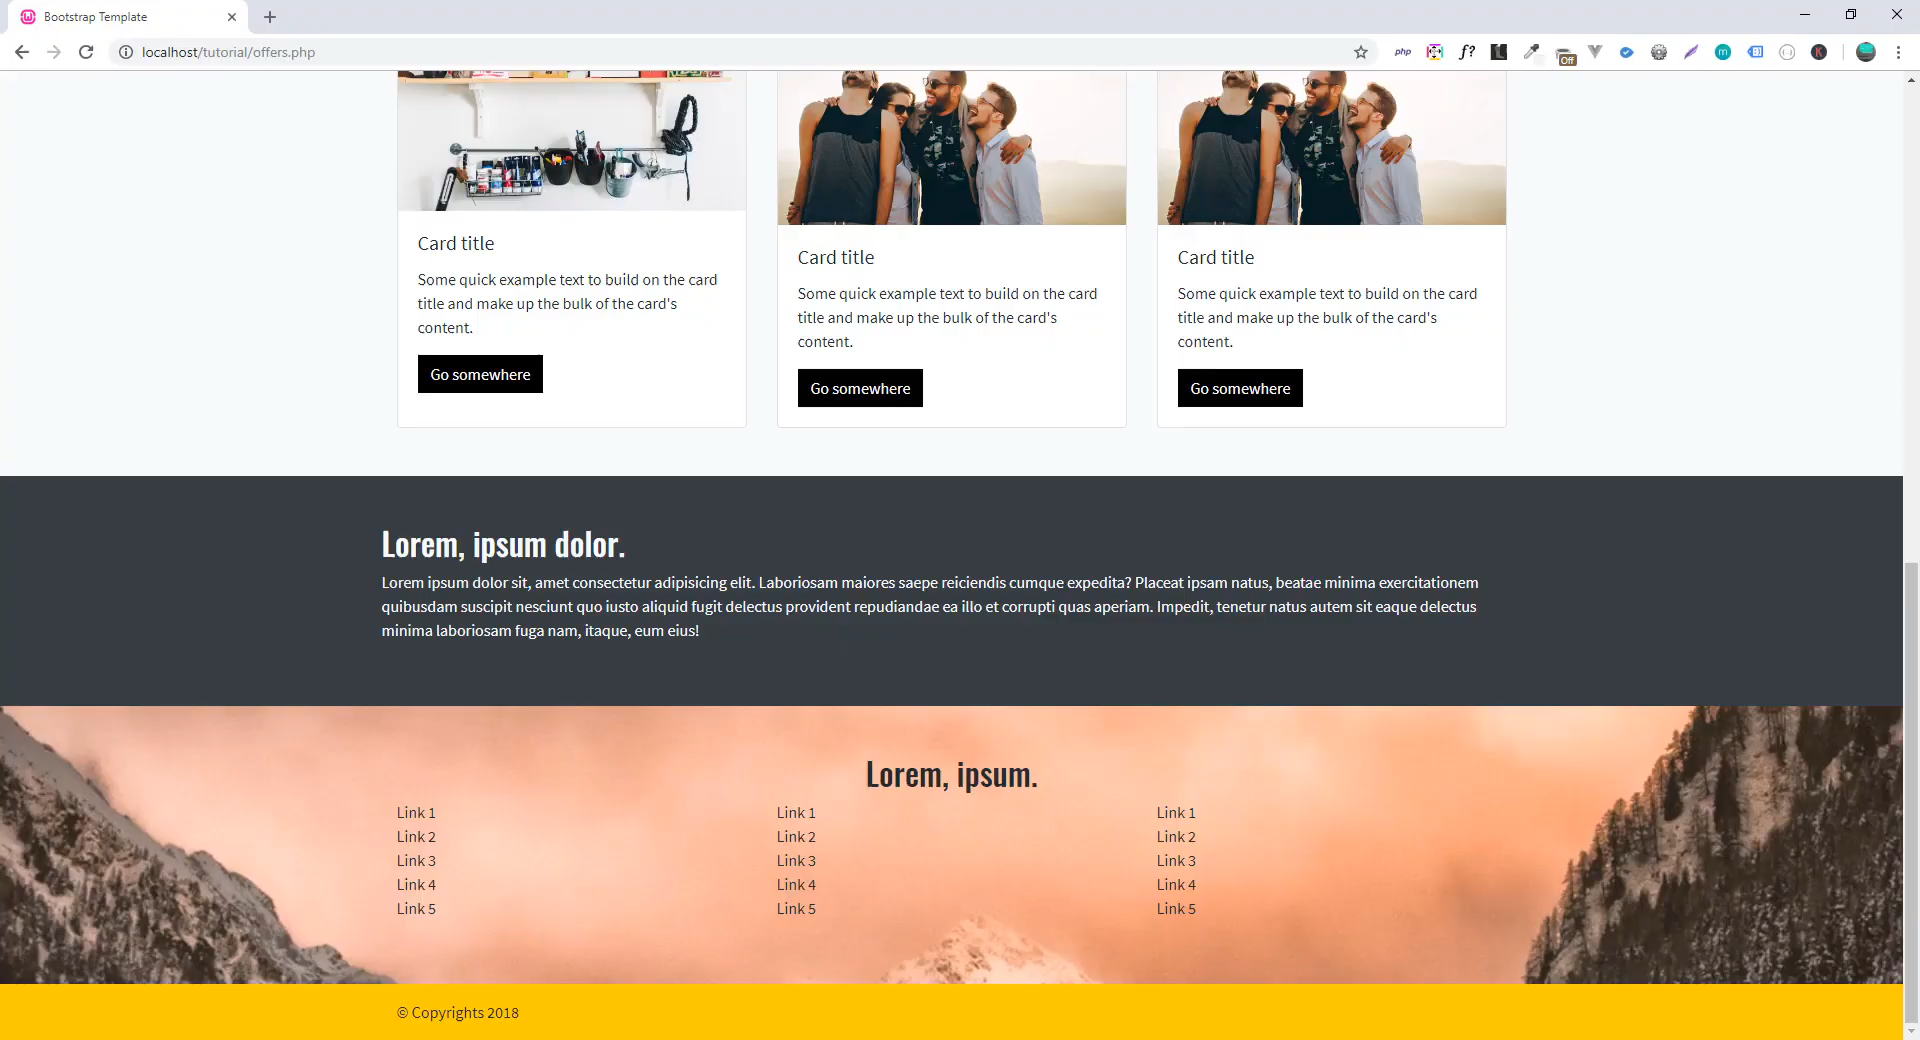 Bootstrap Template
localhost/tutorial/offers.php
php
f?
Off
m
K
Card title
Some quick example text to build on the card
title and make up the bulk of the card's
content.
Go somewhere
Card title
Some quick example text to build on the card
title and make up the bulk of the card's
content.
Go somewhere
Card title
Some quick example text to build on the card
title and make up the bulk of the card's
content.
Go somewhere
Lorem, ipsum dolor.
Lorem ipsum dolor sit, amet consectetur adipisicing elit. Laboriosam maiores saepe reiciendis cumque expedita? Placeat ipsam natus, beatae minima exercitationem
quibusdam suscipit nesciunt quo iusto aliquid fugit delectus provident repudiandae ea illo et corrupti quas aperiam. Impedit, tenetur natus autem sit eaque delectus
minima laboriosam fuga nam, itaque, eum eius!
Lorem, ipsum.
Link 1
Link 2
Link 3
Link 4
Link 5
Link 1
Link 2
Link 3
Link 4
Link 5
Link 1
Link 2
Link 3
Link 4
Link 5
© Copyrights 2018